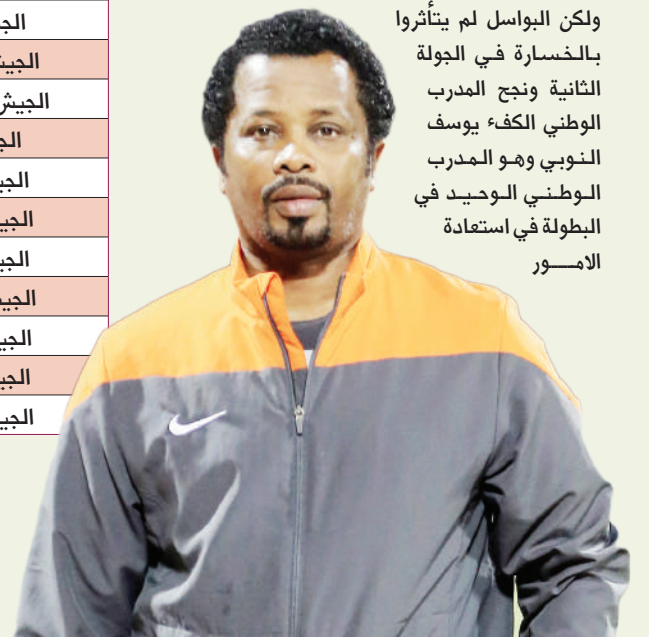 ولكن البواسل لم يتأثروا
بالخسارة في الجولة
الثانية ونجح المدرب
الوطني الكفء يوسف
النوبي وهو المدرب
الوطني الوحيد في
البطولة في استعادة
الامـــور
الجيش